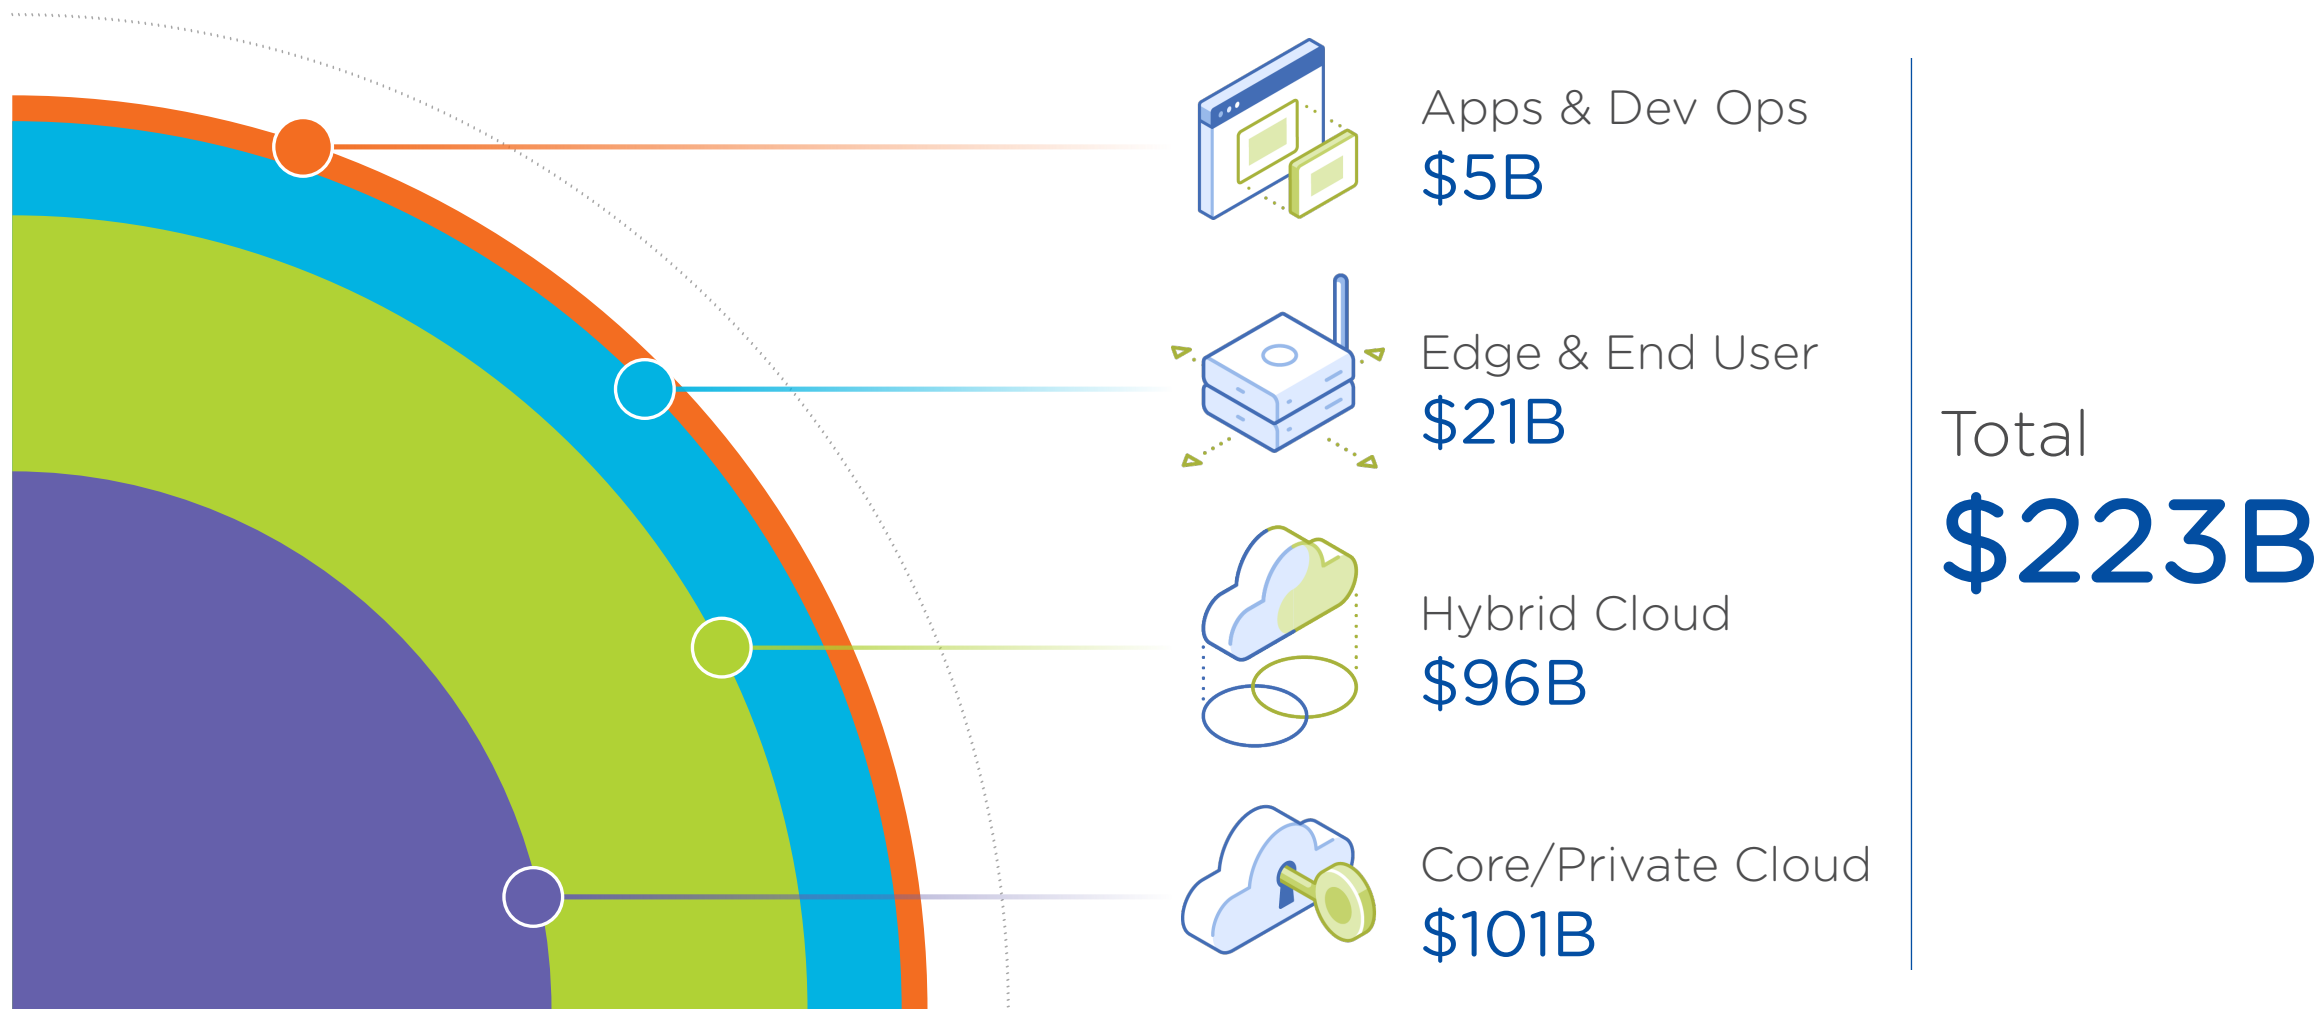 Apps & Dev Ops
$5B
Edge & End User
$21B
Hybrid Cloud
$96B
Core/Private Cloud
$101B
Total
$223B